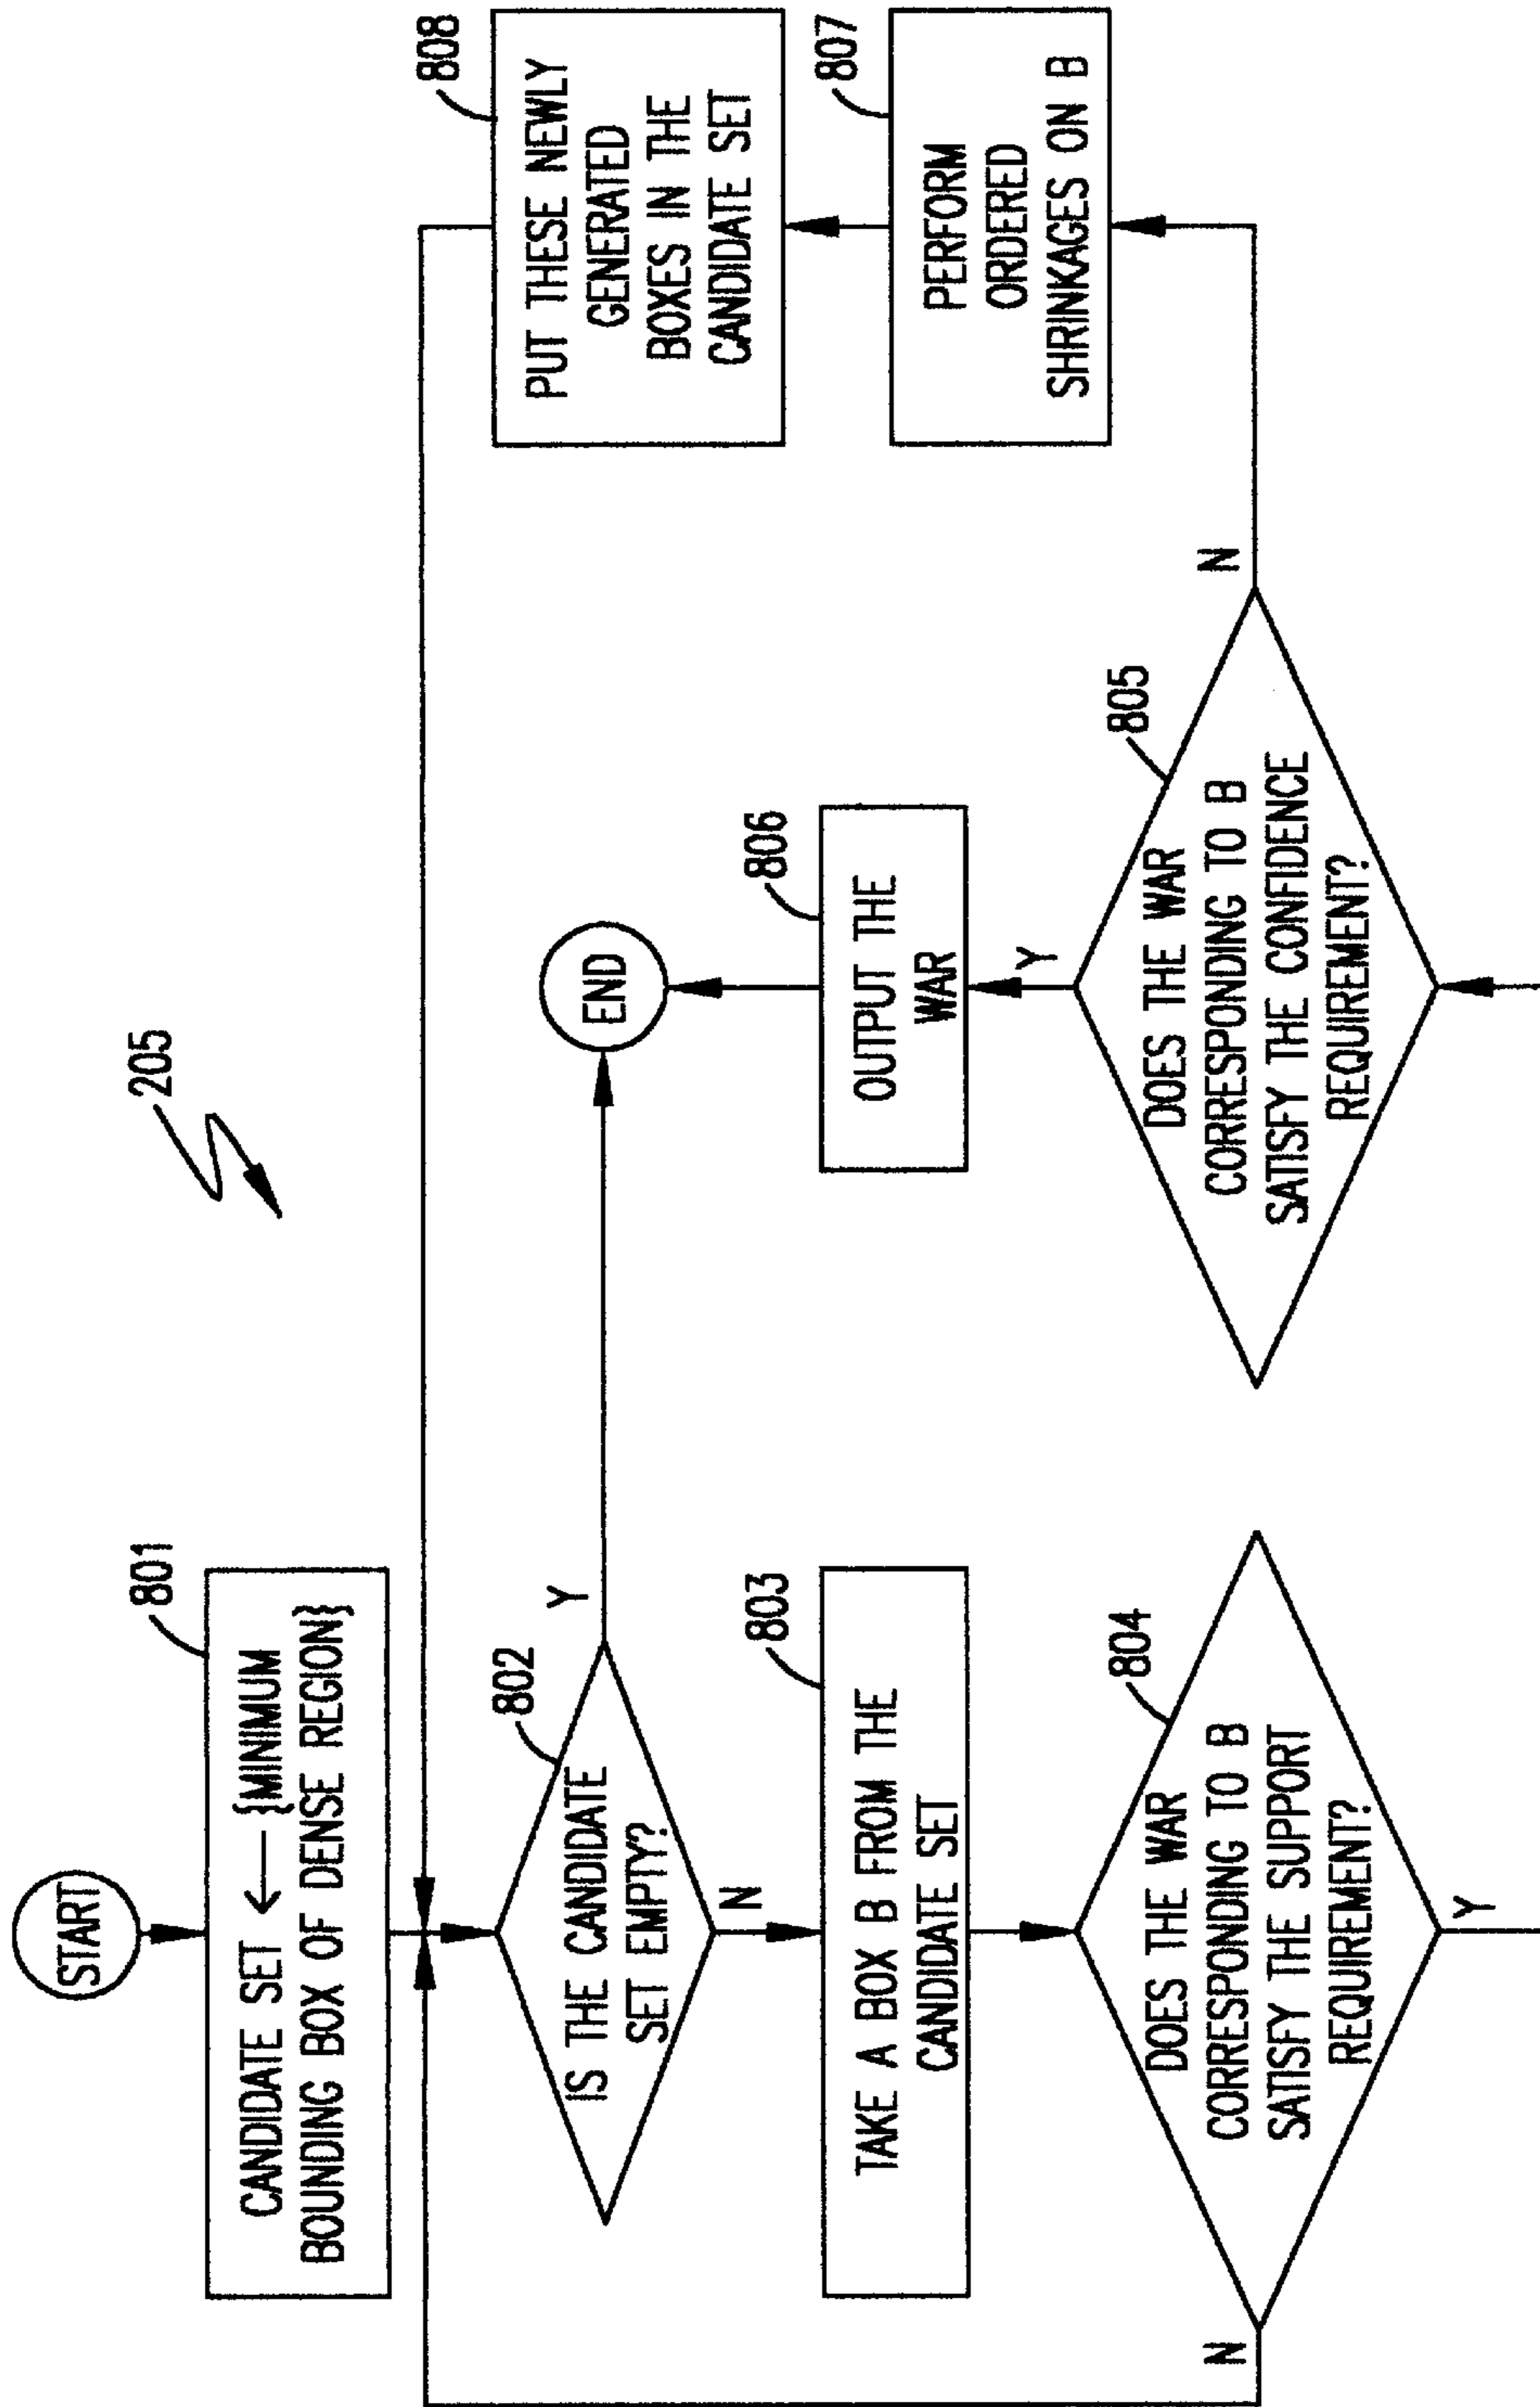 205
START
801
CANDIDATE SET ← {MINIMUM
BOUNDING BOX OF DENSE REGION}
802
IS THE CANDIDATE
SET EMPTY?
Y
N
803
TAKE A BOX B FROM THE
CANDIDATE SET
804
DOES THE WAR
CORRESPONDING TO B
SATISFY THE SUPPORT
REQUIREMENT?
N
Y
END
806
OUTPUT THE
WAR
Y
805
DOES THE WAR
CORRESPONDING TO B
SATISFY THE CONFIDENCE
REQUIREMENT?
N
808
PUT THESE NEWLY
GENERATED
BOXES IN THE
CANDIDATE SET
807
PERFORM
ORDERED
SHRINKAGES ON B